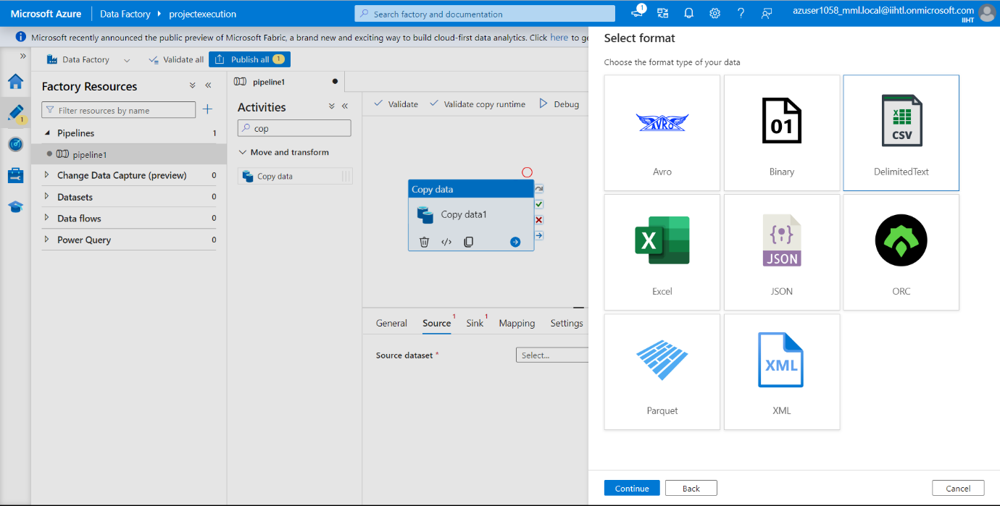 Microsoft Azure
Data Factory
projectexecution
Search factory and documentation
1
azuser1058_mml.local@iihtl.onmicrosoft.com
IIHT
Microsoft recently announced the public preview of Microsoft Fabric, a brand new and exciting way to build cloud-first data analytics. Click here to ge
Data Factory
Validate all
Publish all 1
1
Factory Resources
Filter resources by name
Pipelines 1
pipeline1
Change Data Capture (preview) 0
Datasets 0
Data flows 0
Power Query 0
pipeline1
Activities
cop
Move and transform
Copy data
Validate
Validate copy runtime
Debug
Copy data
Copy data1
General
Source 1
Sink 1
Mapping
Settings
Source dataset *
Select...
Select format
Choose the format type of your data
AVRO
Avro
01
Binary
CSV
DelimitedText
X
Excel
{ } JSON
JSON
ORC
Parquet
XML
XML
Continue
Back
Cancel